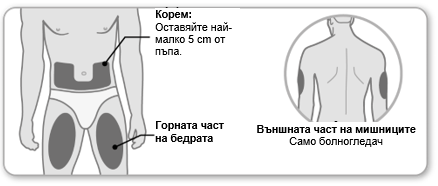 Корем:
Оставяйте най-
малко 5 cm от
пъпа.
Горната част
на бедрата
Външната част на мишниците
Само болногледач